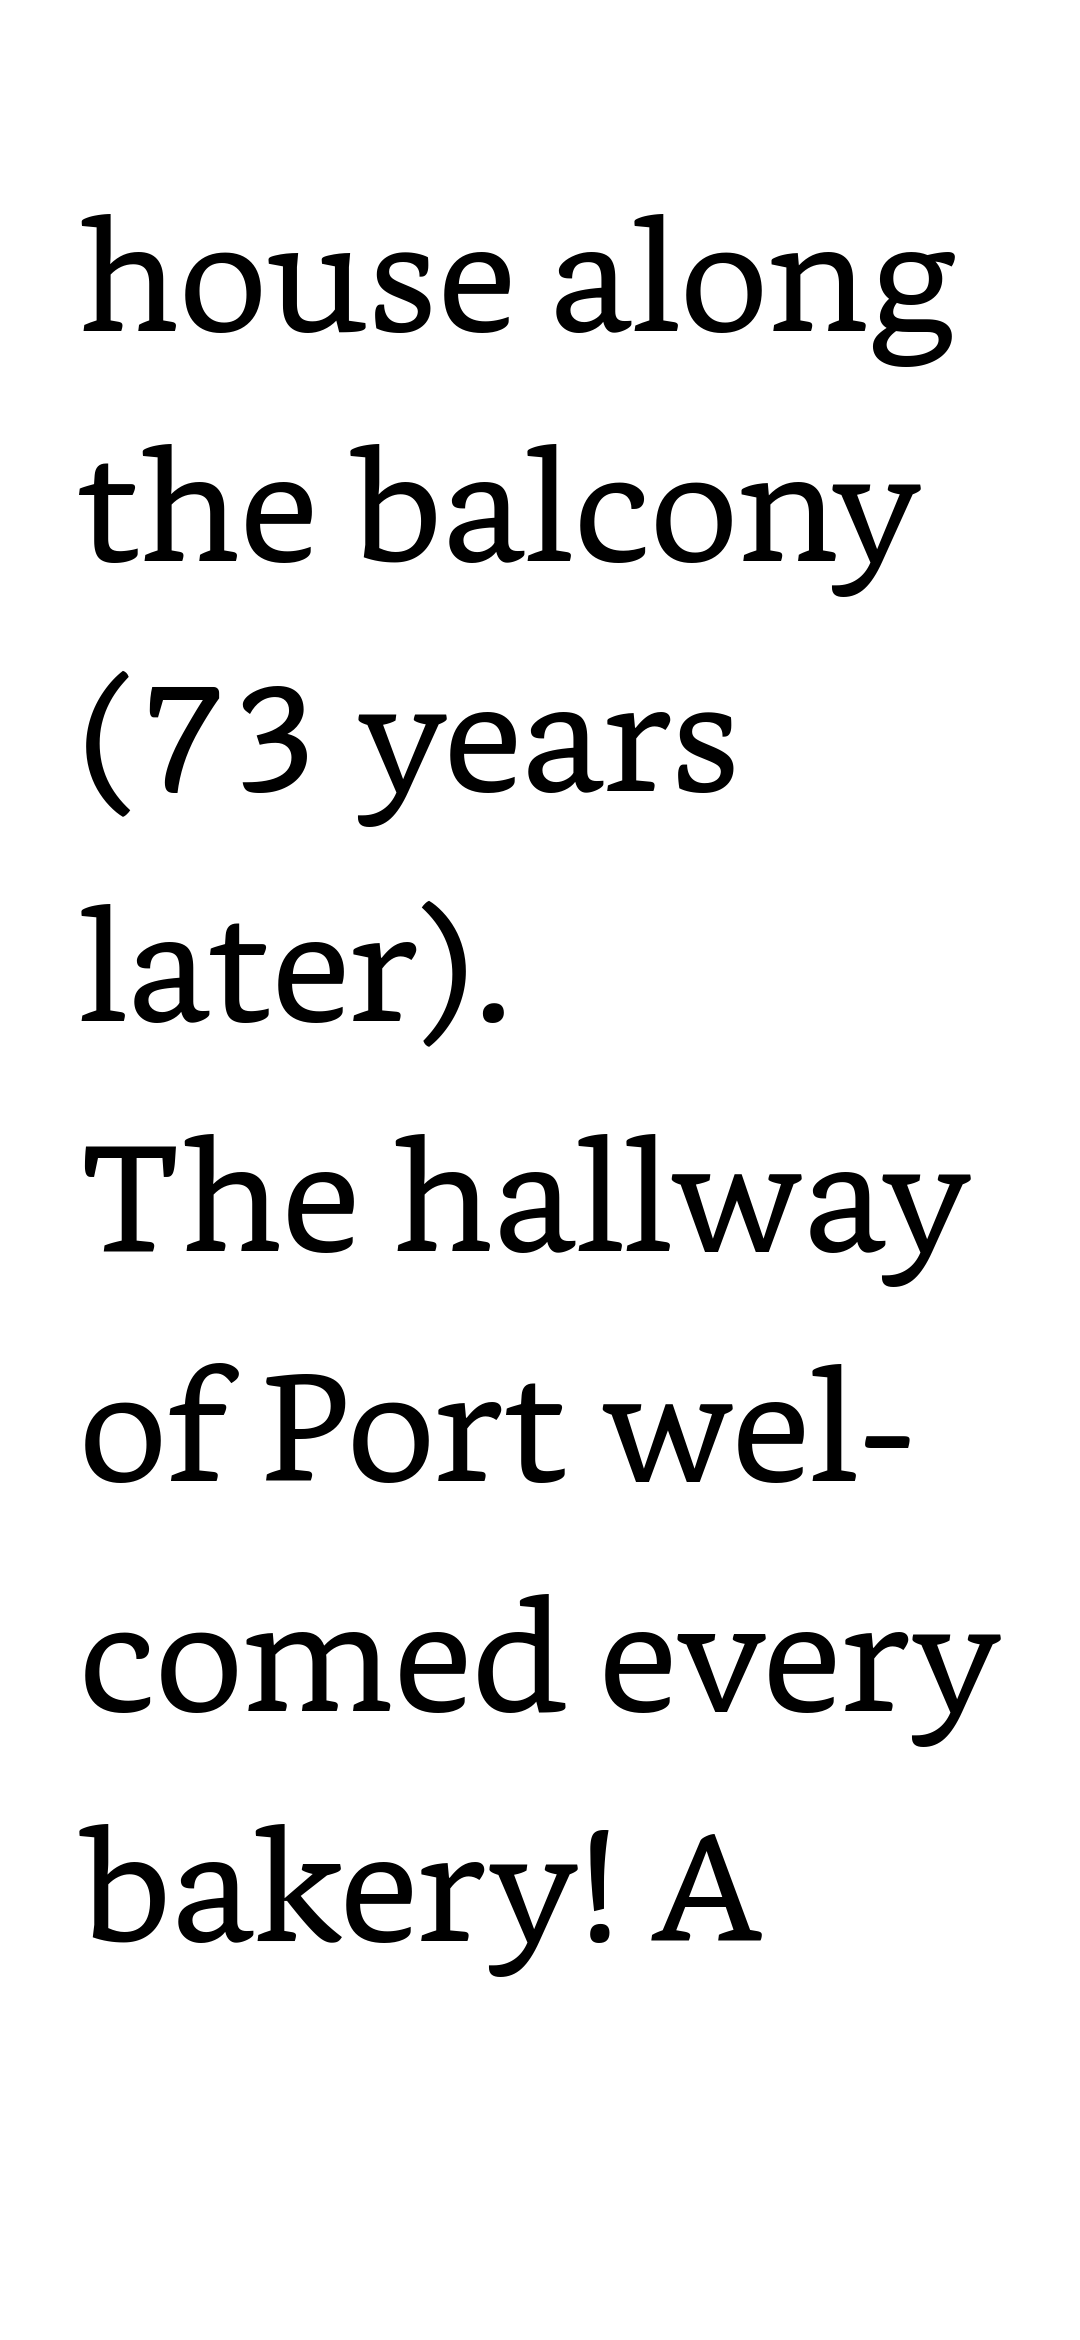 house along
the balcony
(73 years
later).
The hallway
of Port wel-
comed every
bakery! A